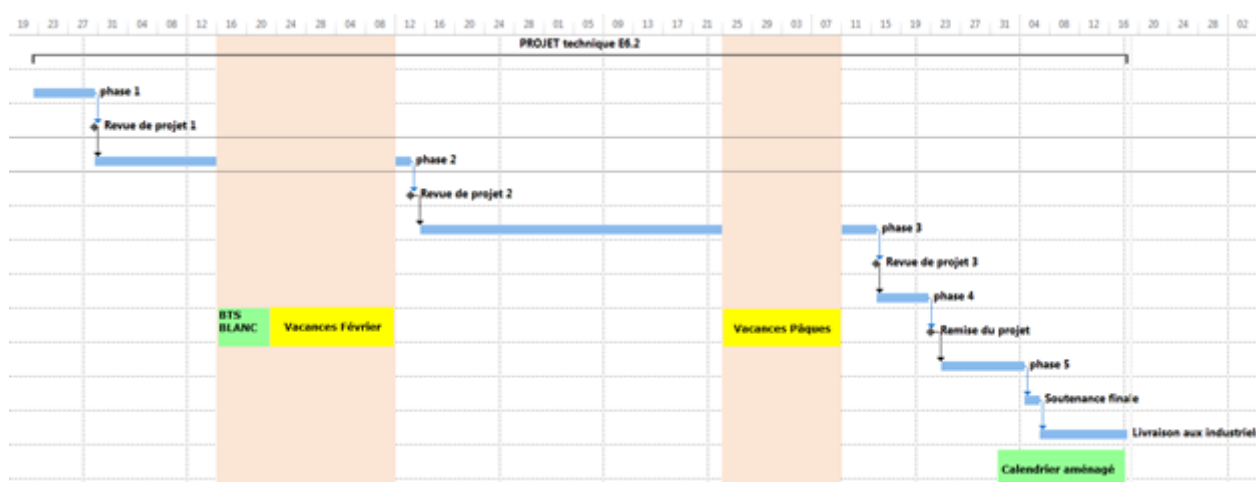 19 23 27 31 04 08 12 16 20 24 28 04 08 12 16 20 24 28 01 05 09 13 17 21 25 29 03 07 11 15 19 23 27 31 04 08 12 16 20 24 28 02
PROJET technique E6.2
phase 1
Revue de projet 1
phase 2
Revue de projet 2
phase 3
Revue de projet 3
phase 4
BTS
BLANC
Vacances Février
Vacances Pâques
Remise du projet
phase 5
Soutenance finale
Livraison aux industriels
Calendrier aménagé